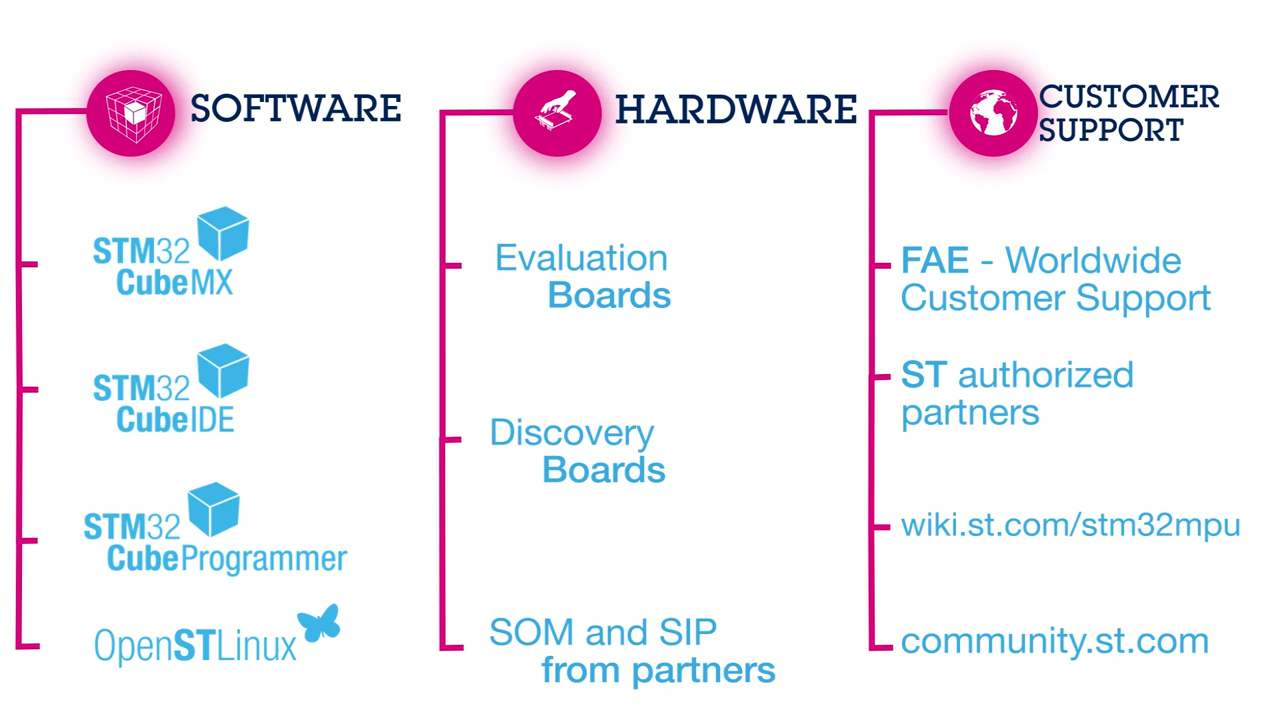 SOFTWARE
STM32
CubeMX
STM32
CubeIDE
STM32
CubeProgrammer
OpenSTLinux
HARDWARE
Evaluation
Boards
Discovery
Boards
SOM and SIP
from partners
CUSTOMER
SUPPORT
FAE - Worldwide
Customer Support
ST authorized
partners
wiki.st.com/stm32mpu
community.st.com